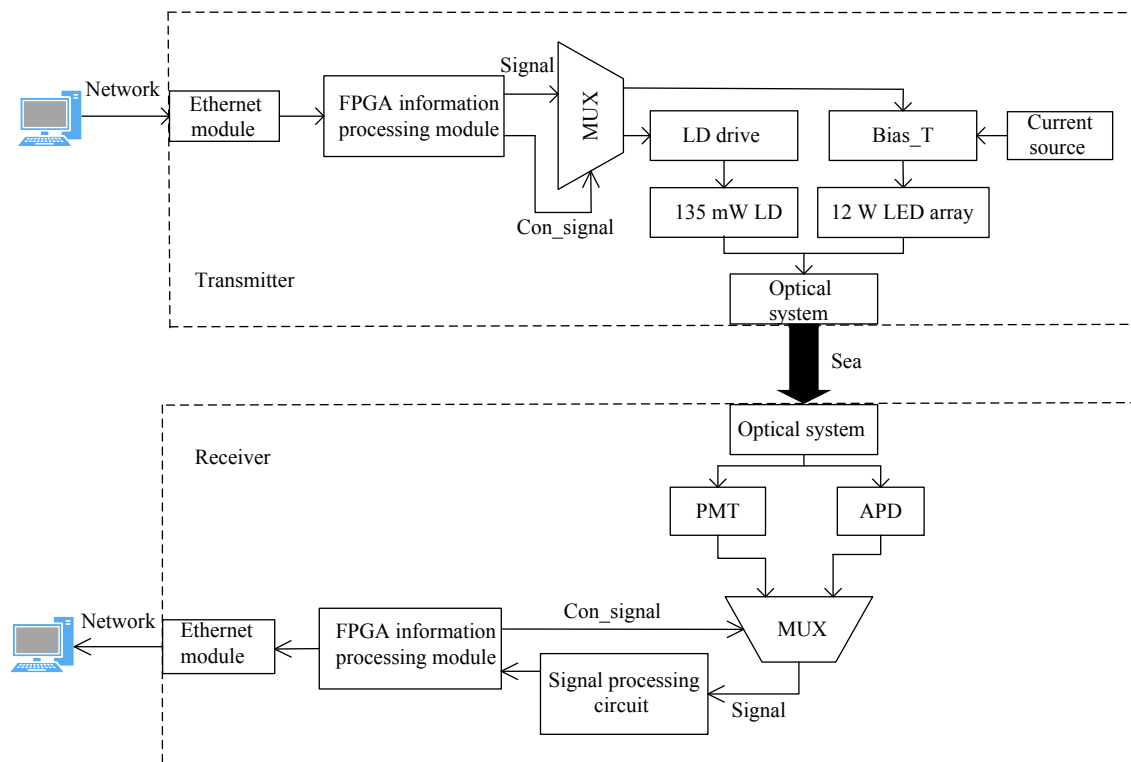 Network
Ethernet
module
FPGA information
processing module
Signal
Con_signal
MUX
LD drive
Bias_T
Current
source
135 mW LD
12 W LED array
Transmitter
Optical
system
Sea
Optical system
Receiver
PMT
APD
MUX
Con_signal
Signal
Signal processing
circuit
FPGA information
processing module
Ethernet
module
Network